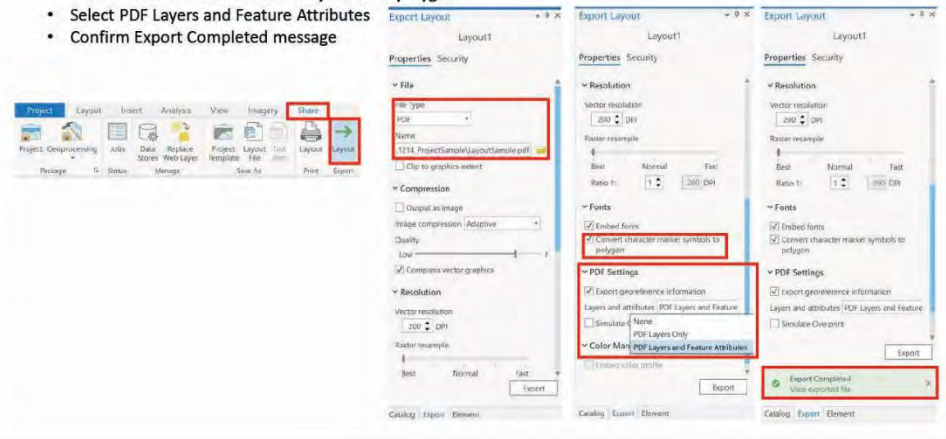 • Select PDF Layers and Feature Attributes
• Confirm Export Completed message
Project Layout Insert Analysis View Imagery Share
Project Geoprocessing Jobs Data Stores Replace Web Layer Project Template Layout File Text Item Layout Layout
Package Status Manage Save As Print Export
Export Layout
Layout1
Properties Security
File
File Type
PDF
Name
1214_ProjectSample\LayoutSample.pdf
Clip to graphics extent
Compression
Output as image
Image compression Adaptive
Quality
Low
Compress vector graphics
Resolution
Vector resolution
200 DPI
Raster resample
Best Normal Fast
Export
Catalog Export Element
Export Layout
Layout1
Properties Security
Resolution
Vector resolution
200 DPI
Raster resample
Best Normal Fast
Ratio 1: 1 200 DPI
Fonts
Embed fonts
Convert character marker symbols to
polygon
PDF Settings
Export georeference information
Layers and attributes PDF Layers and Feature
Simulate
None
PDF Layers Only
Color Man
PDF Layers and Feature Attributes
Embed color profile
Export
Catalog Export Element
Export Layout
Layout1
Properties Security
Resolution
Vector resolution
200 DPI
Raster resample
Best Normal Fast
Ratio 1: 1 200 DPI
Fonts
Embed fonts
Convert character marker symbols to
polygon
PDF Settings
Export georeference information
Layers and attributes PDF Layers and Feature
Simulate Overprint
Export
Export Completed
View exported file
Catalog Export Element